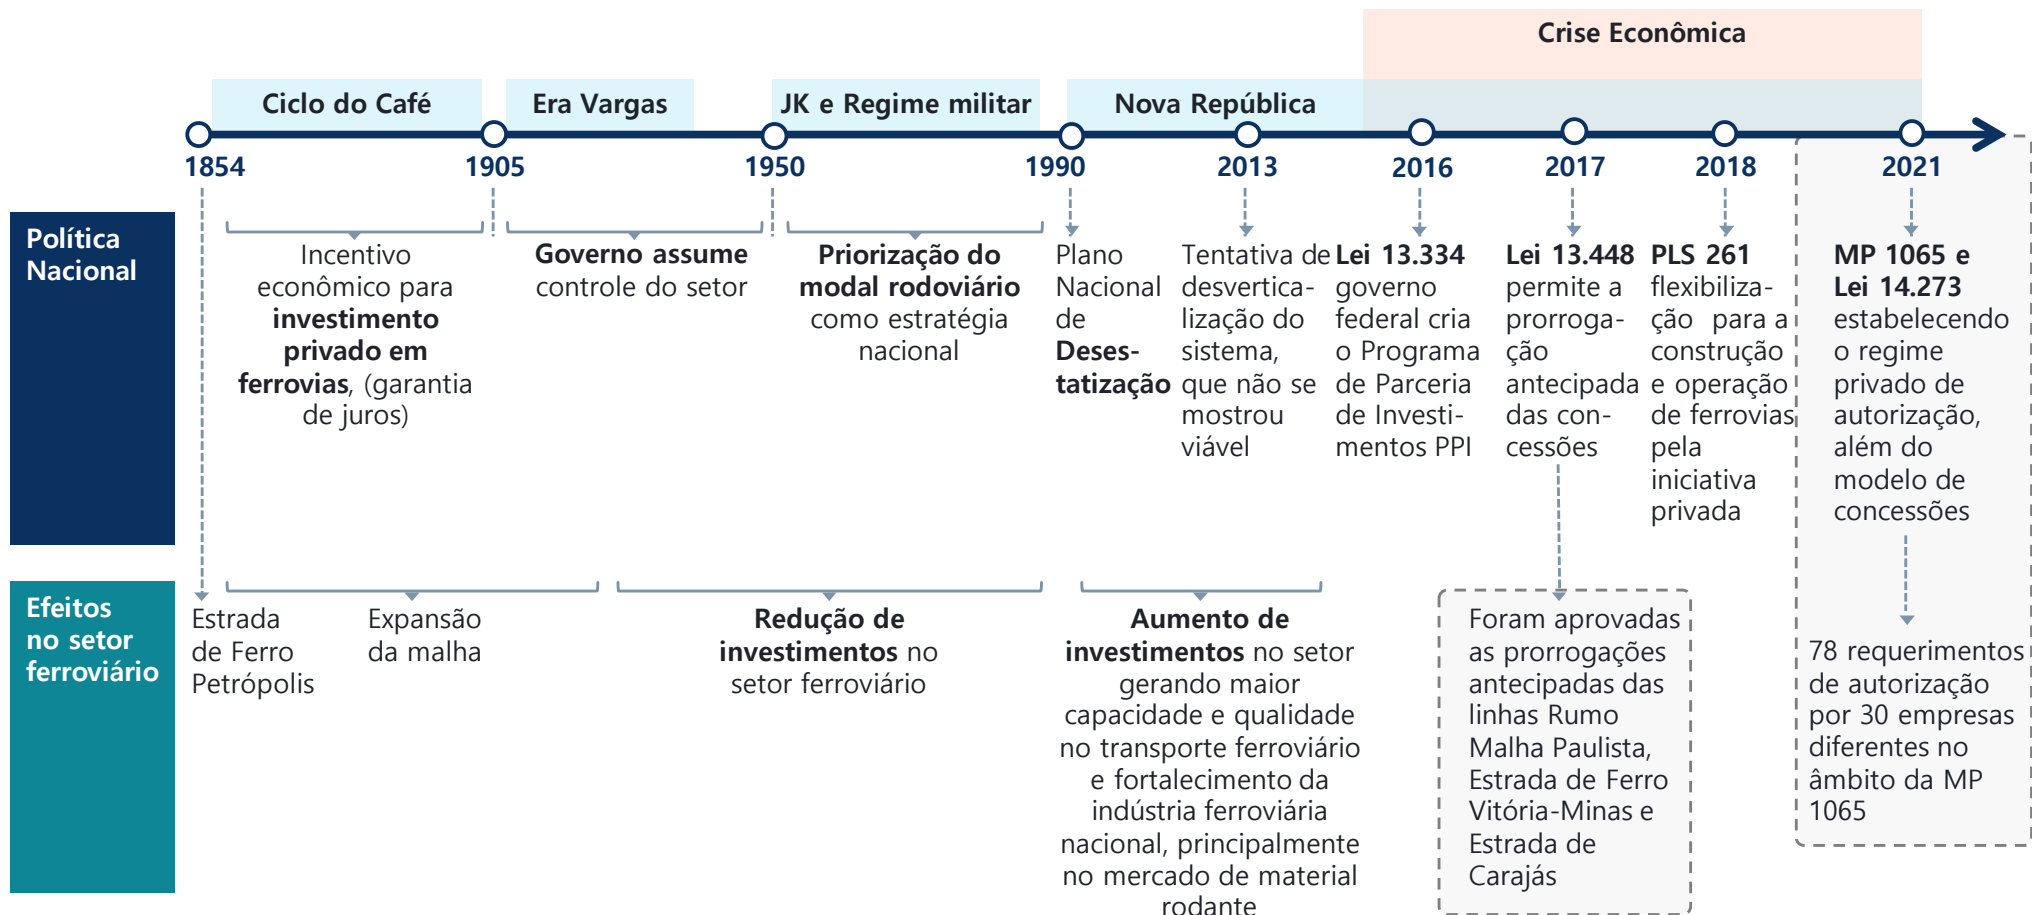 Crise Econômica
Ciclo do Café
Era Vargas
JK e Regime militar
Nova República
1854
1905
1950
1990
2013
2016
2017
2018
2021
Política
Nacional
Incentivo
econômico para
investimento
privado em
ferrovias, (garantia
de juros)
Governo assume
controle do setor
Priorização do
modal rodoviário
como estratégia
nacional
Plano
Nacional
de
Deses-
tatização
Tentativa de
desvertica-
lização do
sistema,
que não se
mostrou
viável
Lei 13.334
governo
federal cria
o Programa
de Parceria
de Investi-
mentos PPI
Lei 13.448
permite a
prorroga-
ção
antecipada
das con-
cessões
PLS 261
flexibiliza-
ção para a
construção
e operação
de ferrovias
pela
iniciativa
privada
MP 1065 e
Lei 14.273
estabelecendo
o regime
privado de
autorização,
além do
modelo de
concessões
Efeitos
no setor
ferroviário
Estrada
de Ferro
Petrópolis
Expansão
da malha
Redução de
investimentos no
setor ferroviário
Aumento de
investimentos no setor
gerando maior
capacidade e qualidade
no transporte ferroviário
e fortalecimento da
indústria ferroviária
nacional, principalmente
no mercado de material
rodante
Foram aprovadas
as prorrogações
antecipadas das
linhas Rumo
Malha Paulista,
Estrada de Ferro
Vitória-Minas e
Estrada de
Carajás
78 requerimentos
de autorização
por 30 empresas
diferentes no
âmbito da MP
1065